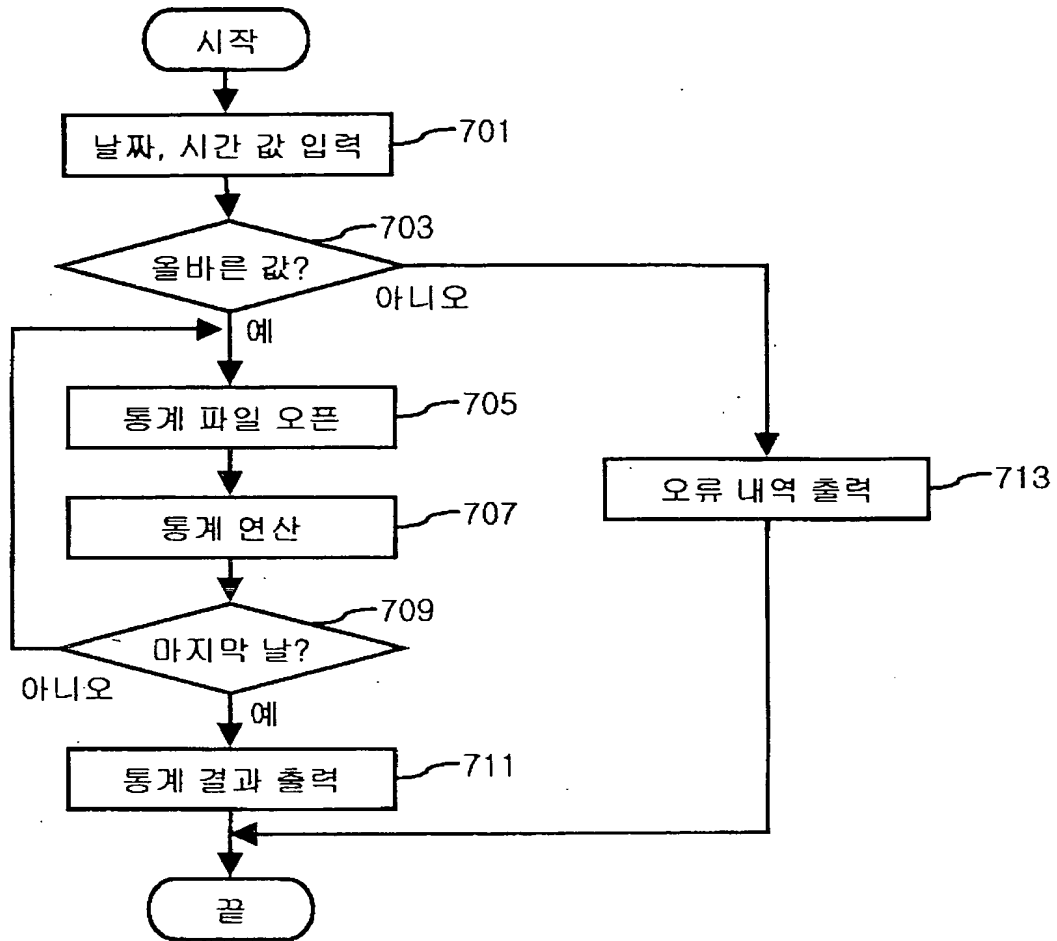 시작
날짜, 시간 값 입력
701
703
올바른 값?
아니오
예
통계 파일 오픈
705
오류 내역 출력
713
통계 연산
707
709
마지막 날?
아니오
예
통계 결과 출력
711
끝